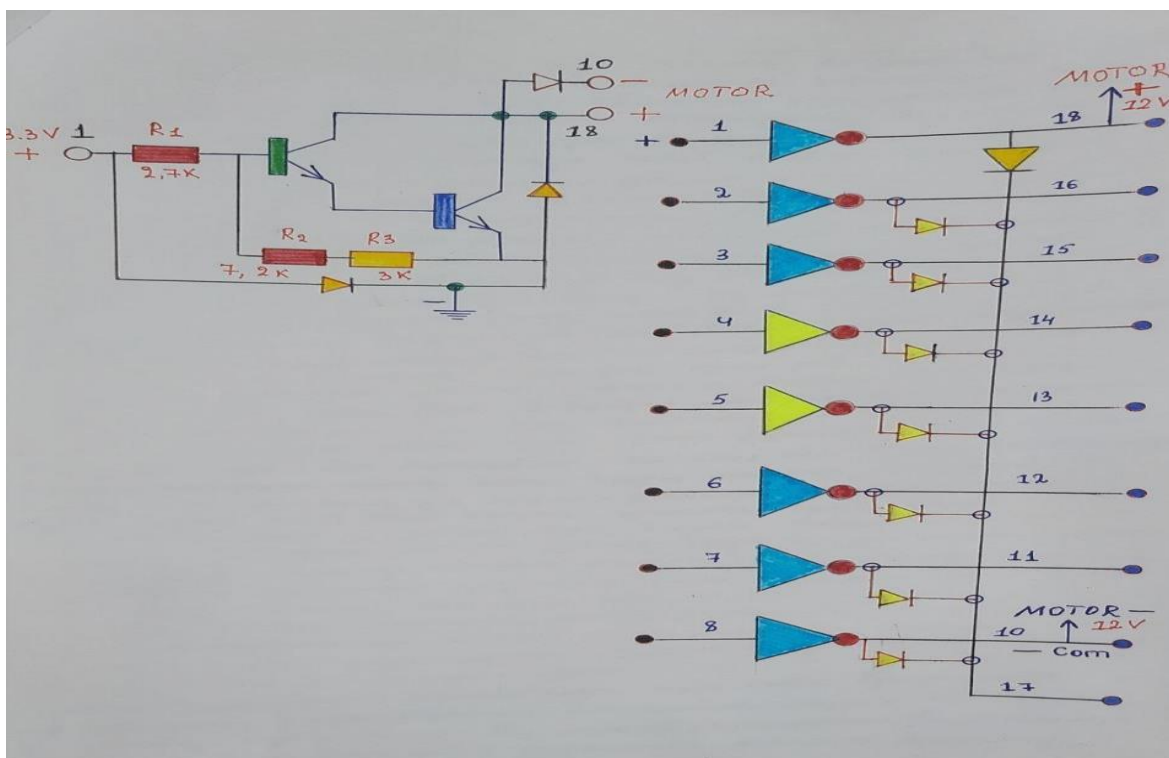 10 −
MOTOR
18 +
3.3V 1
+
R1
2,7K
R2
7,2K
R3
3K
−
MOTOR
+
12V
+ 1 18
2 16
3 15
4 14
5 13
6 12
7 11
MOTOR −
12V
8 10
− Com
17